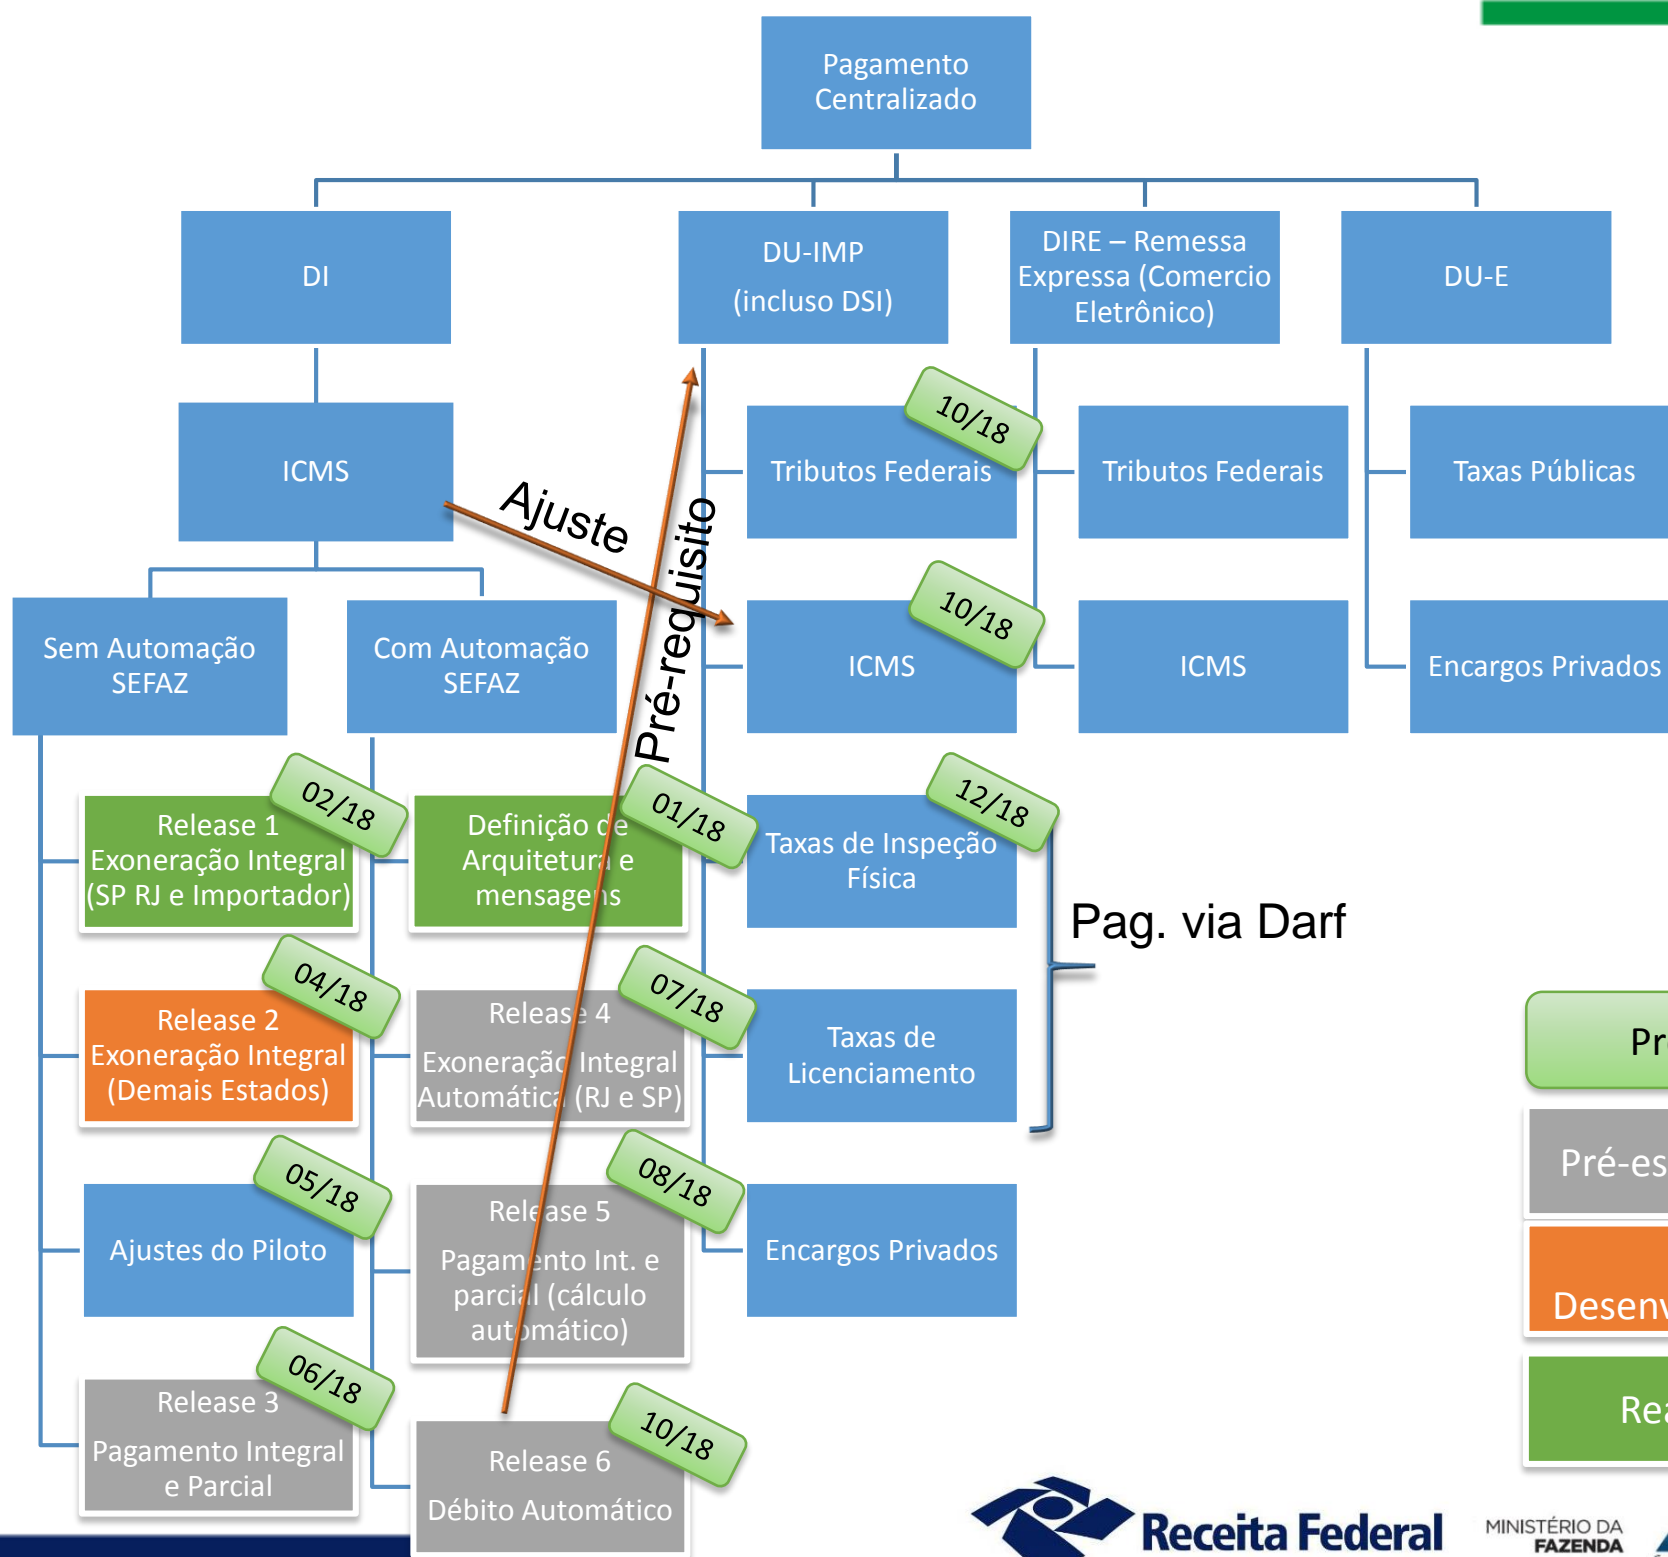 Pagamento
Centralizado
DI
DU-IMP
(incluso DSI)
DIRE – Remessa
Expressa (Comercio
Eletrônico)
DU-E
ICMS
Ajuste
Pré-requisito
Tributos Federais
10/18
Tributos Federais
Taxas Públicas
Sem Automação
SEFAZ
Com Automação
SEFAZ
ICMS
10/18
ICMS
Encargos Privados
Release 1
Exoneração Integral
(SP RJ e Importador)
02/18
Definição de
Arquitetura e
mensagens
01/18
Taxas de Inspeção
Física
12/18
Pag. via Darf
Release 2
Exoneração Integral
(Demais Estados)
04/18
Release 4
Exoneração Integral
Automática (RJ e SP)
07/18
Taxas de
Licenciamento
Ajustes do Piloto
05/18
Release 5
Pagamento Int. e
parcial (cálculo
automático)
08/18
Encargos Privados
Release 3
Pagamento Integral
e Parcial
06/18
Release 6
Débito Automático
10/18
Receita Federal
MINISTÉRIO DA
FAZENDA